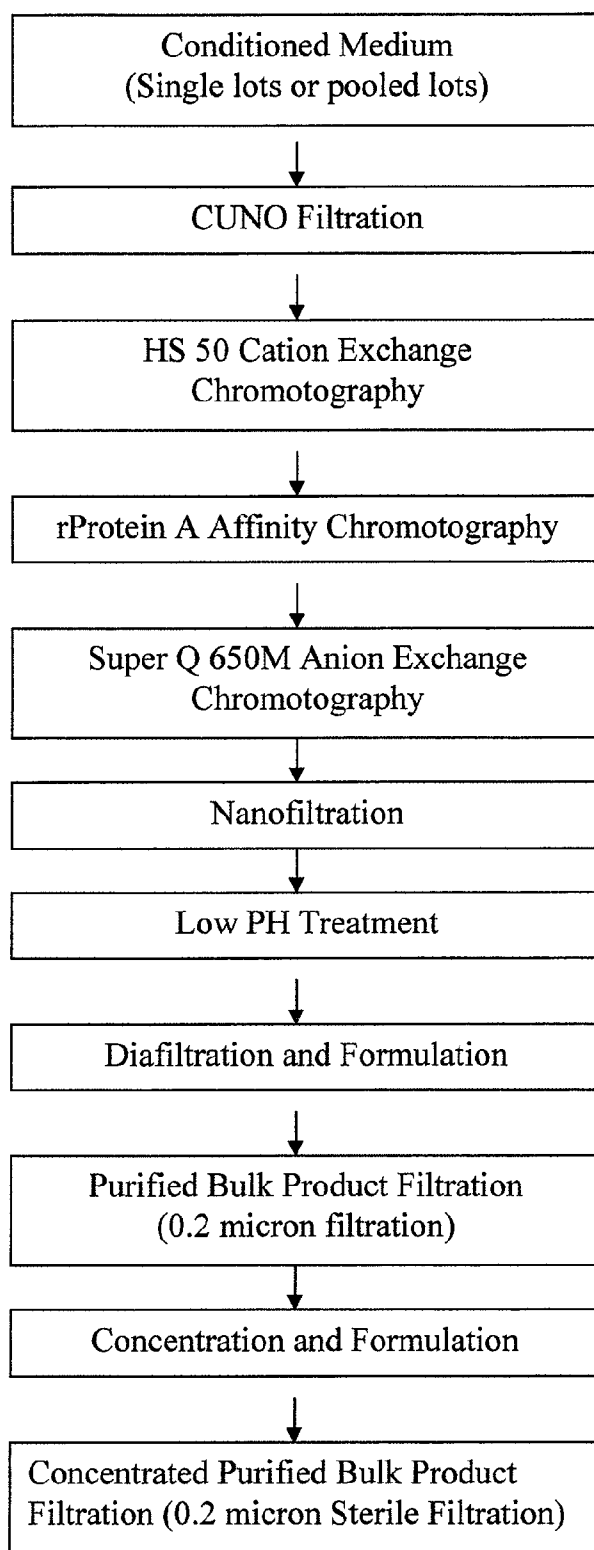 Conditioned Medium
(Single lots or pooled lots)
CUNO Filtration
HS 50 Cation Exchange
Chromotography
rProtein A Affinity Chromotography
Super Q 650M Anion Exchange
Chromotography
Nanofiltration
Low PH Treatment
Diafiltration and Formulation
Purified Bulk Product Filtration
(0.2 micron filtration)
Concentration and Formulation
Concentrated Purified Bulk Product
Filtration (0.2 micron Sterile Filtration)